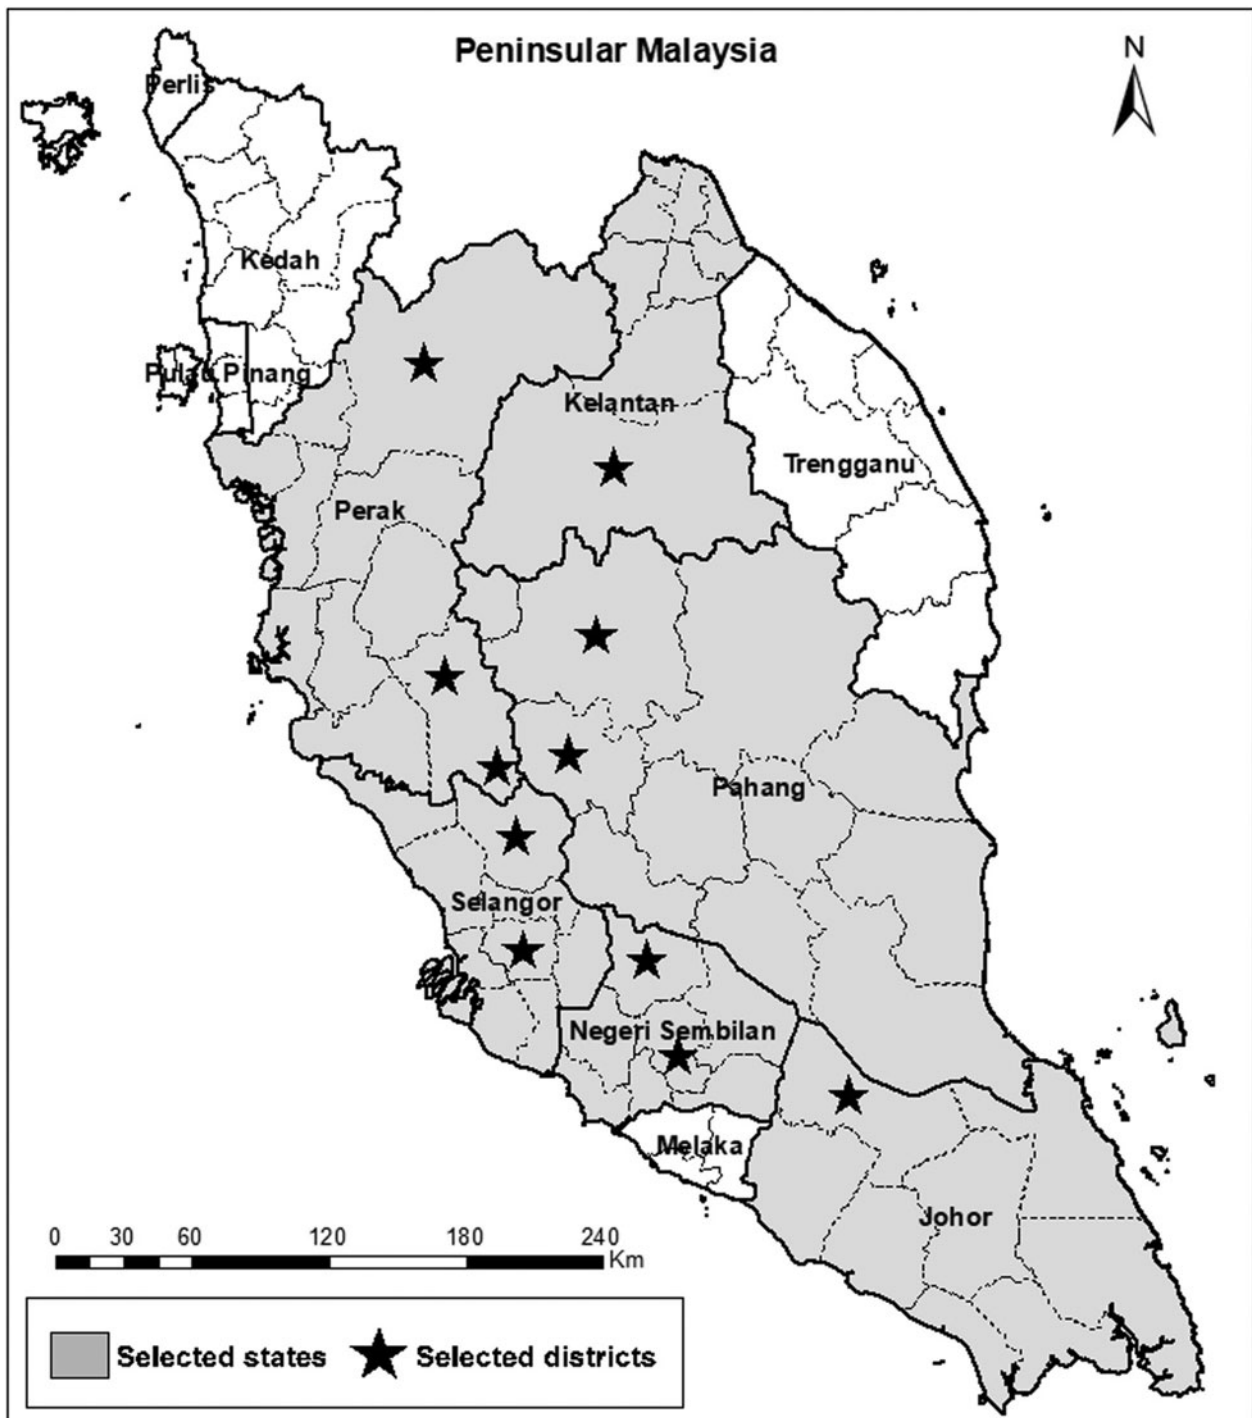 Peninsular Malaysia
N
Perlis
Kedah
Pulau Pinang
Kelantan
Trengganu
Perak
Pahang
Selangor
Negeri Sembilan
Melaka
Johor
0 30 60 120 180 240
Km
Selected states Selected districts